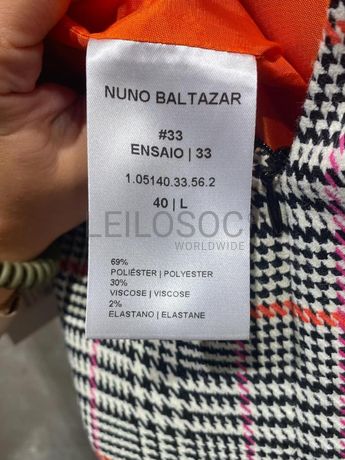 NUNO BALTAZAR
#33
ENSAIO | 33
1.05140.33.56.2
40 | L
LEILOSOC
WORLDWIDE
69%
POLIÉSTER | POLYESTER
30%
VISCOSE | VISCOSE
2%
ELASTANO | ELASTANE